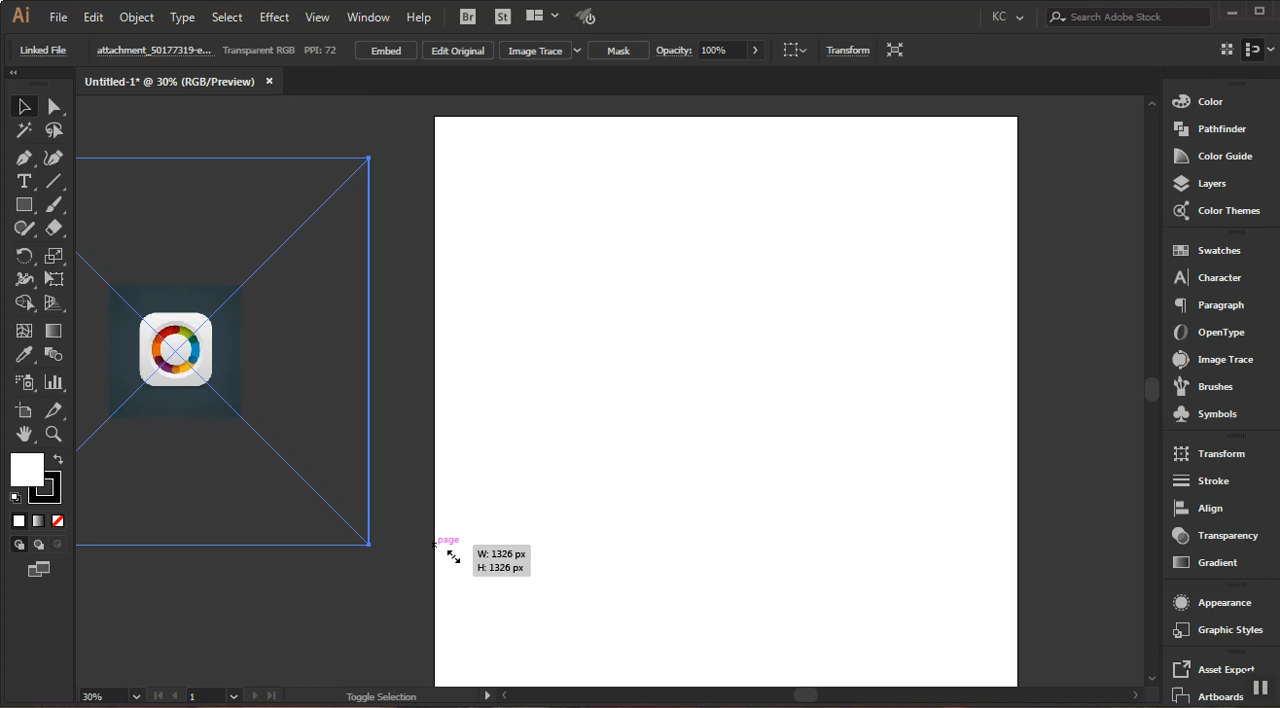 Ai File Edit Object Type Select Effect View Window Help Br St KC Search Adobe Stock
Linked File attachment_50177319-e... Transparent RGB PPI: 72 Embed Edit Original Image Trace Mask Opacity: 100% Transform
Untitled-1* @ 30% (RGB/Preview)
Color
Pathfinder
Color Guide
Layers
Color Themes
Swatches
Character
Paragraph
OpenType
Image Trace
Brushes
Symbols
Transform
Stroke
Align
Transparency
Gradient
Appearance
Graphic Styles
Asset Export
Artboards
page
W: 1326 px
H: 1326 px
30% 1 Toggle Selection